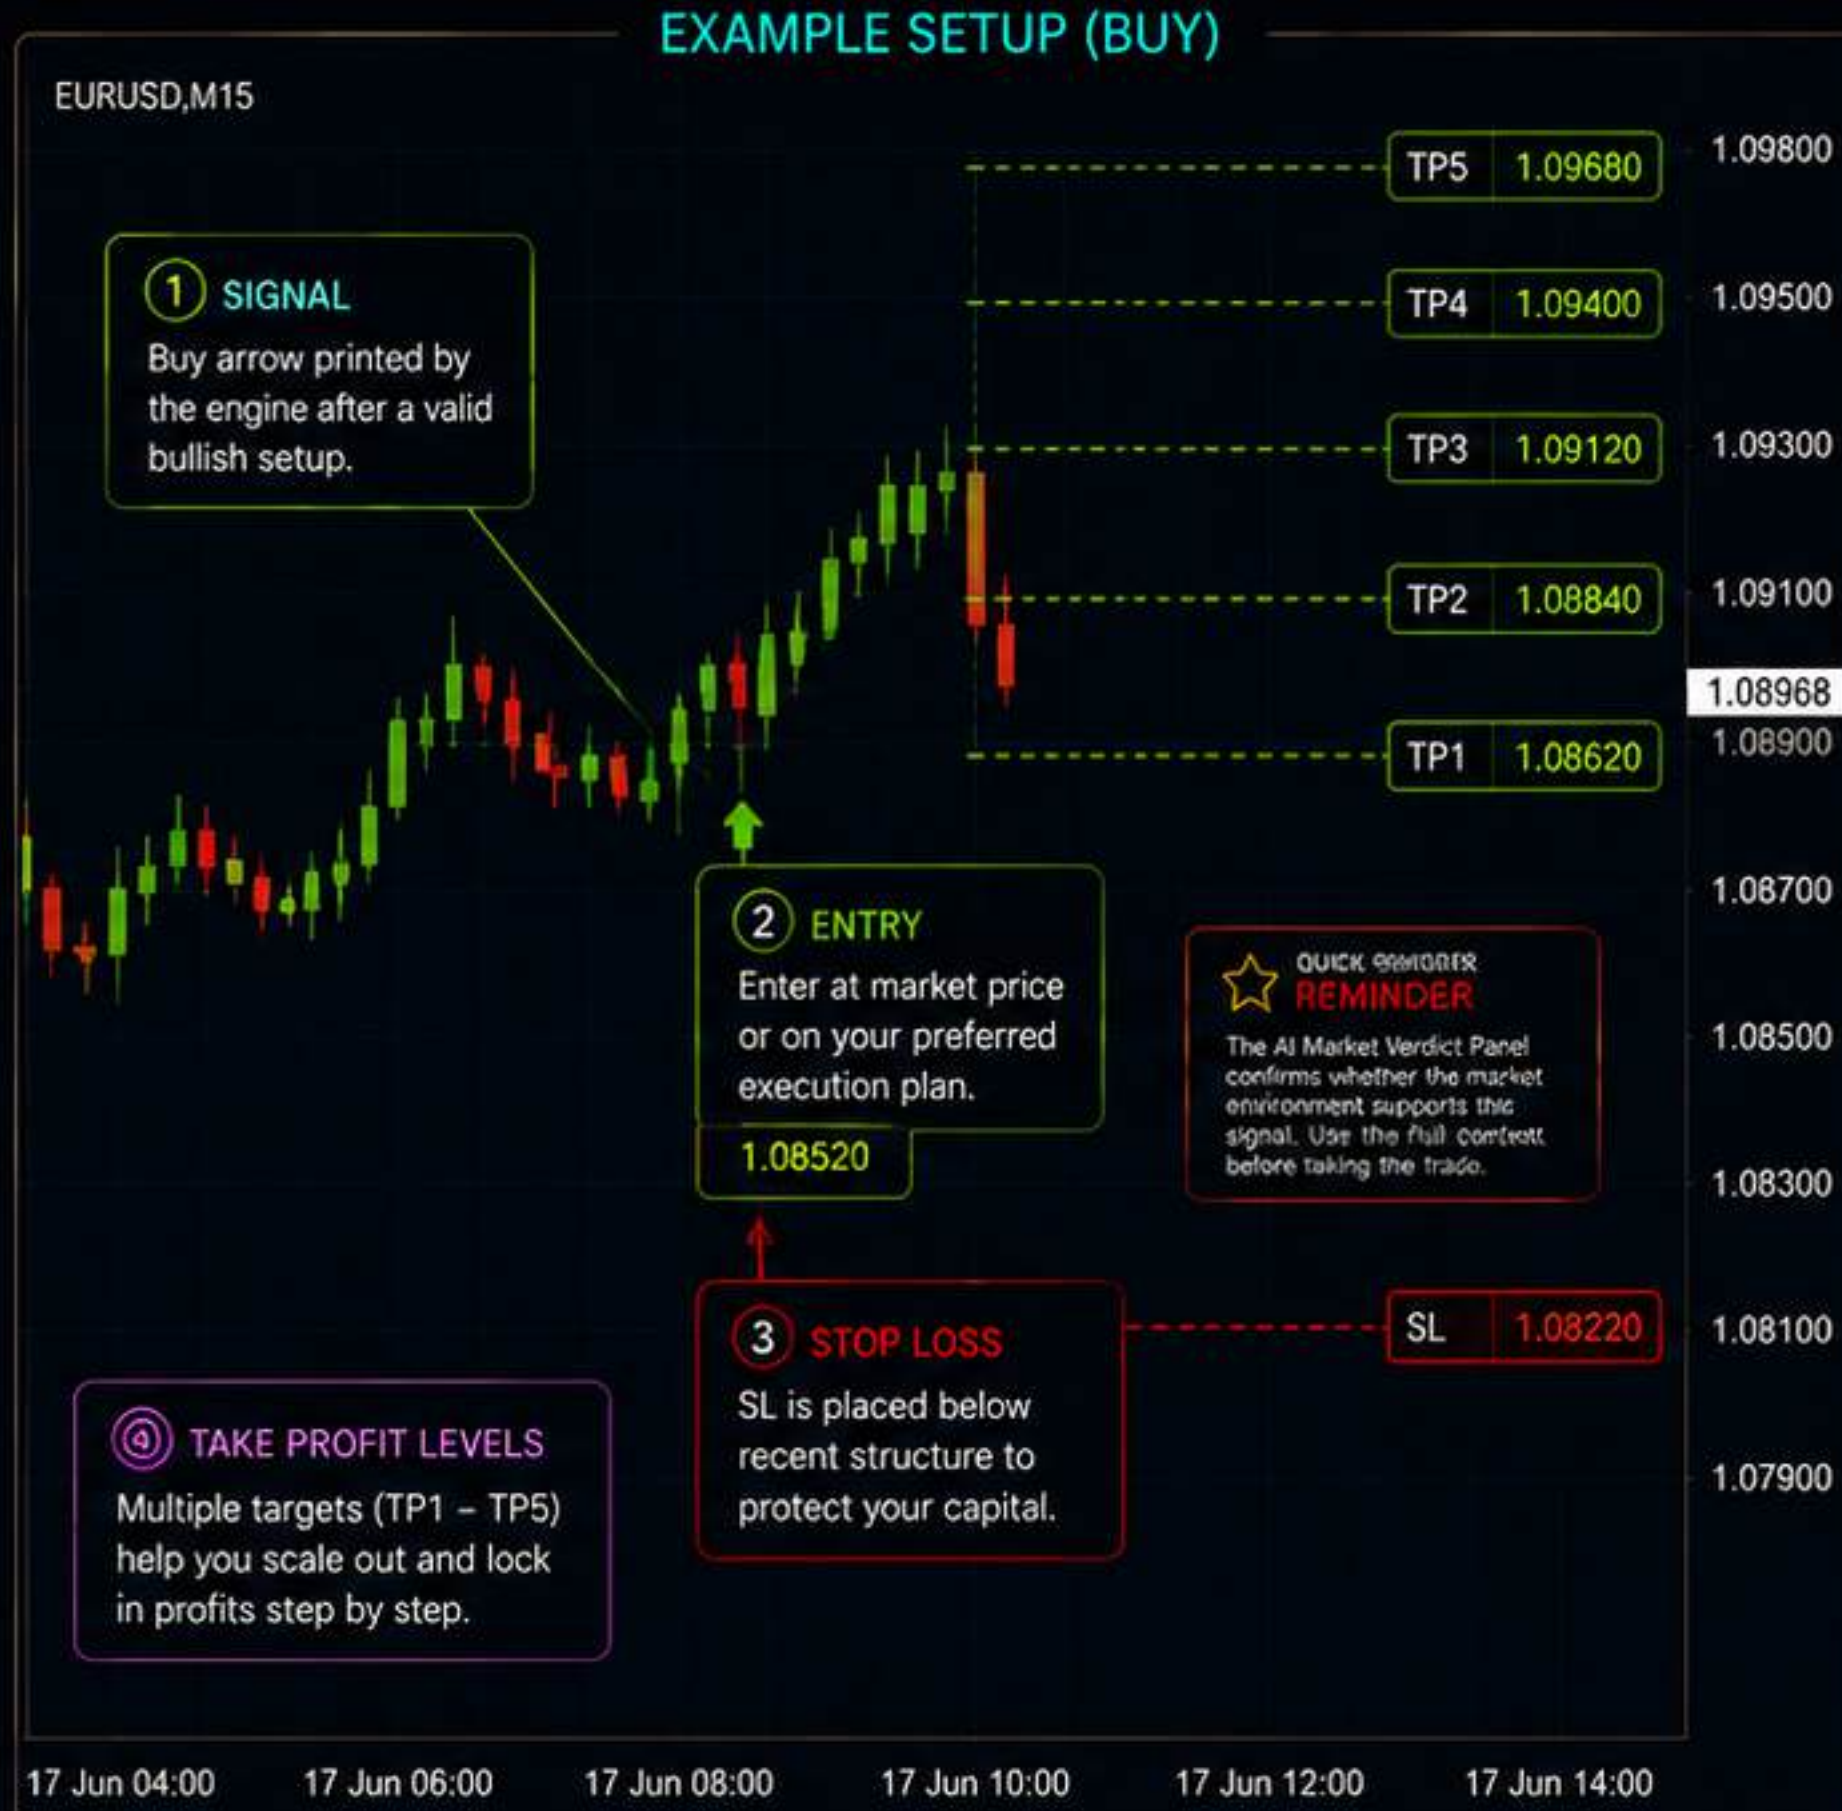 EXAMPLE SETUP (BUY)
EURUSD,M15
1 SIGNAL
Buy arrow printed by
the engine after a valid
bullish setup.
TP5 1.09680
TP4 1.09400
TP3 1.09120
TP2 1.08840
TP1 1.08620
1.09800
1.09500
1.09300
1.09100
1.08968
1.08900
1.08700
1.08500
1.08300
1.08100
1.07900
2 ENTRY
Enter at market price
or on your preferred
execution plan.
1.08520
QUICK
REMINDER
The AI Market Verdict Panel
confirms whether the market
environment supports this
signal. Use the full
before taking the trade.
3 STOP LOSS
SL is placed below
recent structure to
protect your capital.
SL 1.08220
TAKE PROFIT LEVELS
Multiple targets (TP1 – TP5)
help you scale out and lock
in profits step by step.
17 Jun 04:00
17 Jun 06:00
17 Jun 08:00
17 Jun 10:00
17 Jun 12:00
17 Jun 14:00